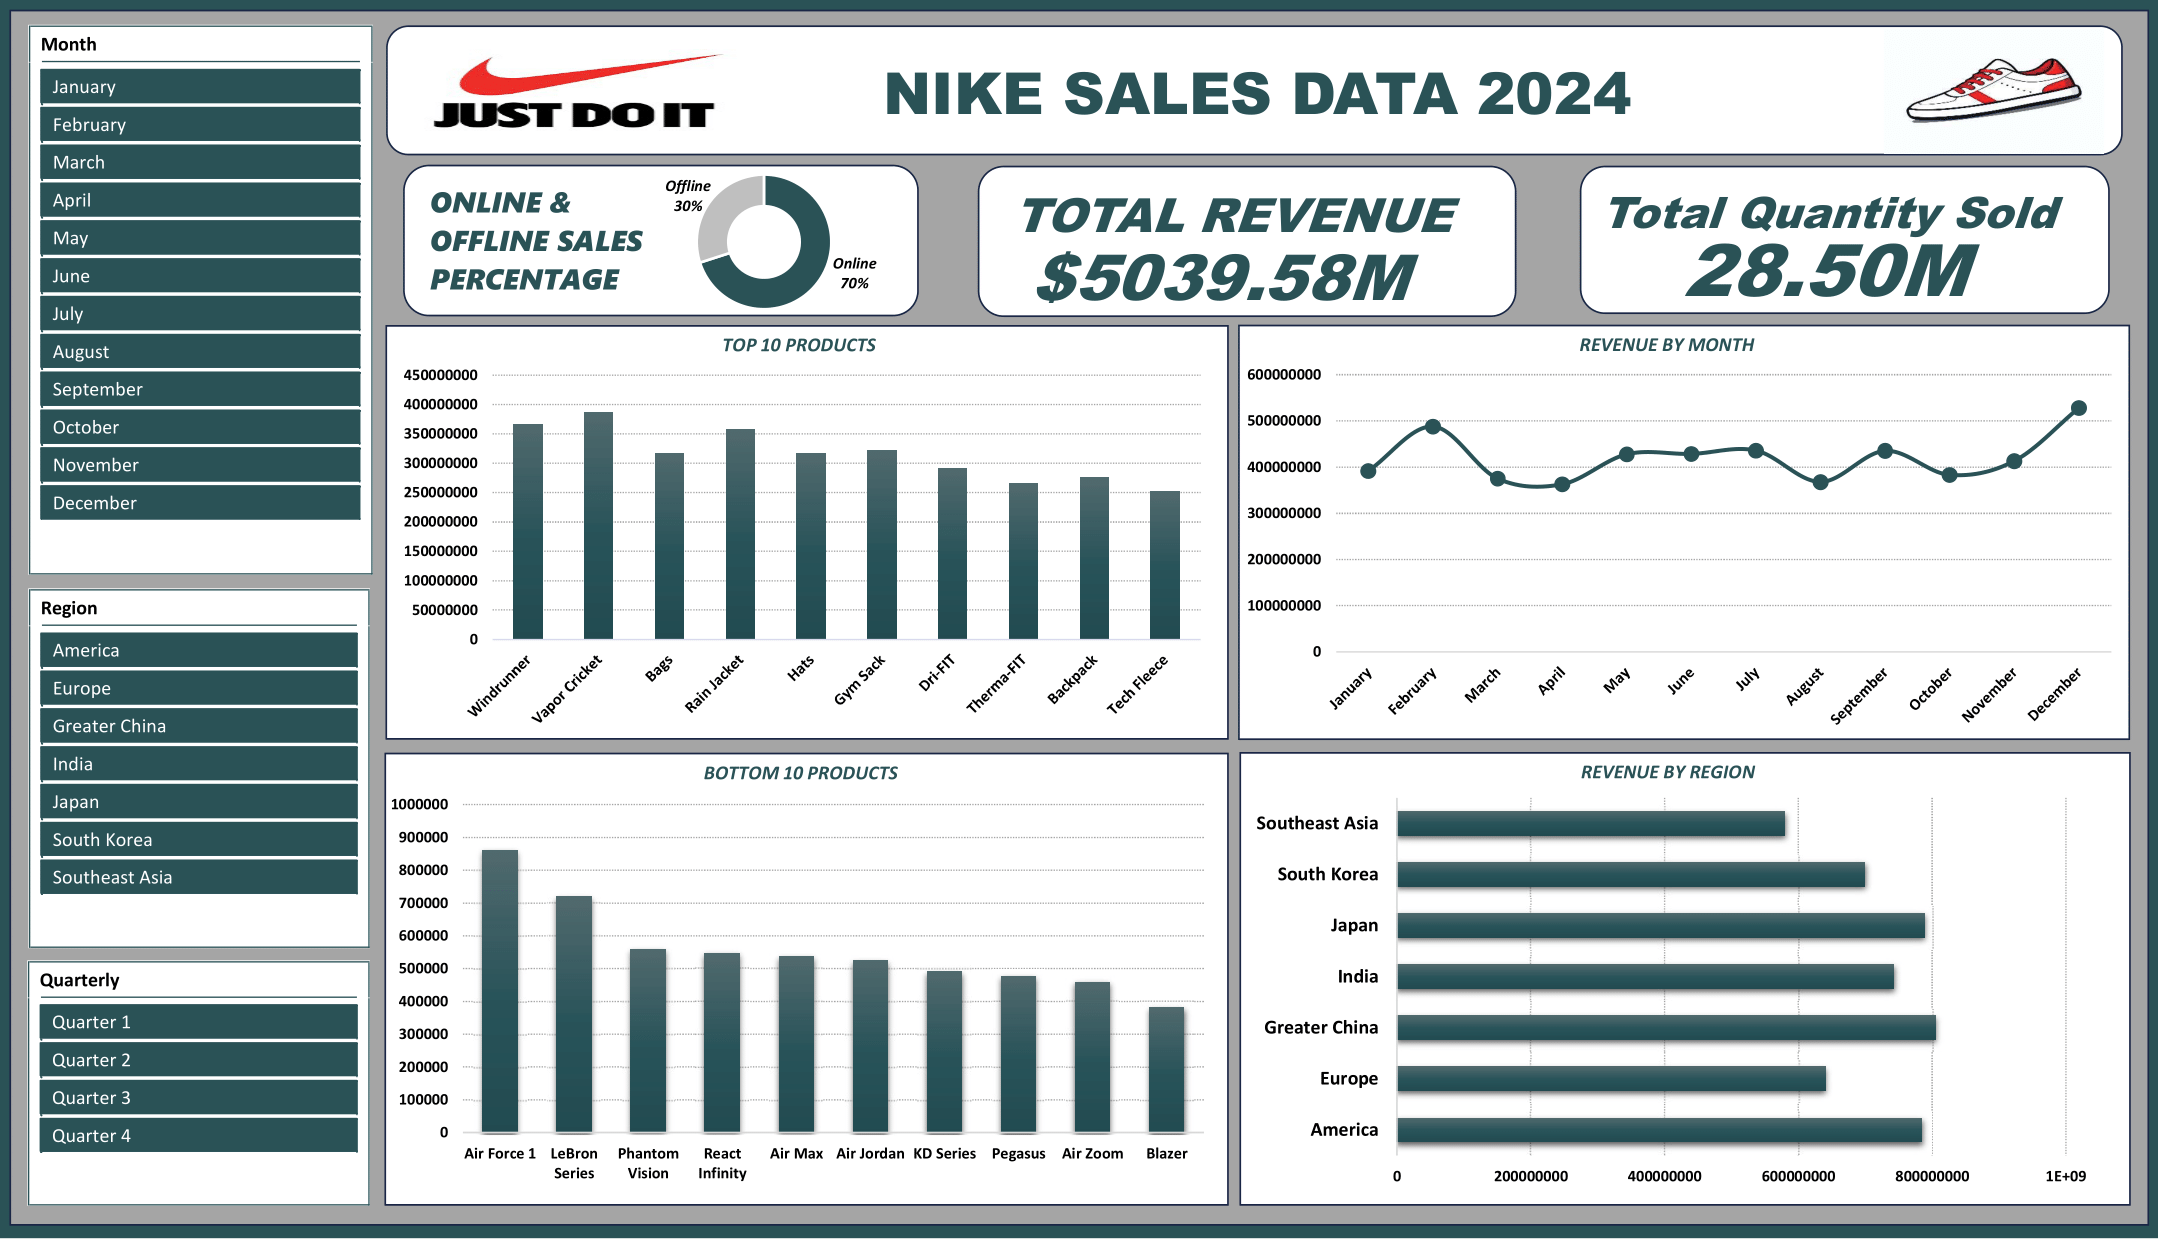 Month
January
February
March
April
May
June
July
August
September
October
November
December
Region
America
Europe
Greater China
India
Japan
South Korea
Southeast Asia
Quarterly
Quarter 1
Quarter 2
Quarter 3
Quarter 4
JUST DO IT
NIKE SALES DATA 2024
ONLINE &
OFFLINE SALES
PERCENTAGE
Offline
30%
Online
70%
TOTAL REVENUE
$5039.58M
Total Quantity Sold
28.50M
TOP 10 PRODUCTS
450000000
400000000
350000000
300000000
250000000
200000000
150000000
100000000
50000000
0
Windrunner
Vapor Cricket
Bags
Rain Jacket
Hats
Gym Sack
Dri-FIT
Therma-FIT
Backpack
Tech Fleece
REVENUE BY MONTH
600000000
500000000
400000000
300000000
200000000
100000000
0
January
February
March
April
May
June
July
August
September
October
November
December
BOTTOM 10 PRODUCTS
1000000
900000
800000
700000
600000
500000
400000
300000
200000
100000
0
Air Force 1
LeBron
Series
Phantom
Vision
React
Infinity
Air Max
Air Jordan
KD Series
Pegasus
Air Zoom
Blazer
REVENUE BY REGION
Southeast Asia
South Korea
Japan
India
Greater China
Europe
America
0
200000000
400000000
600000000
800000000
1E+09